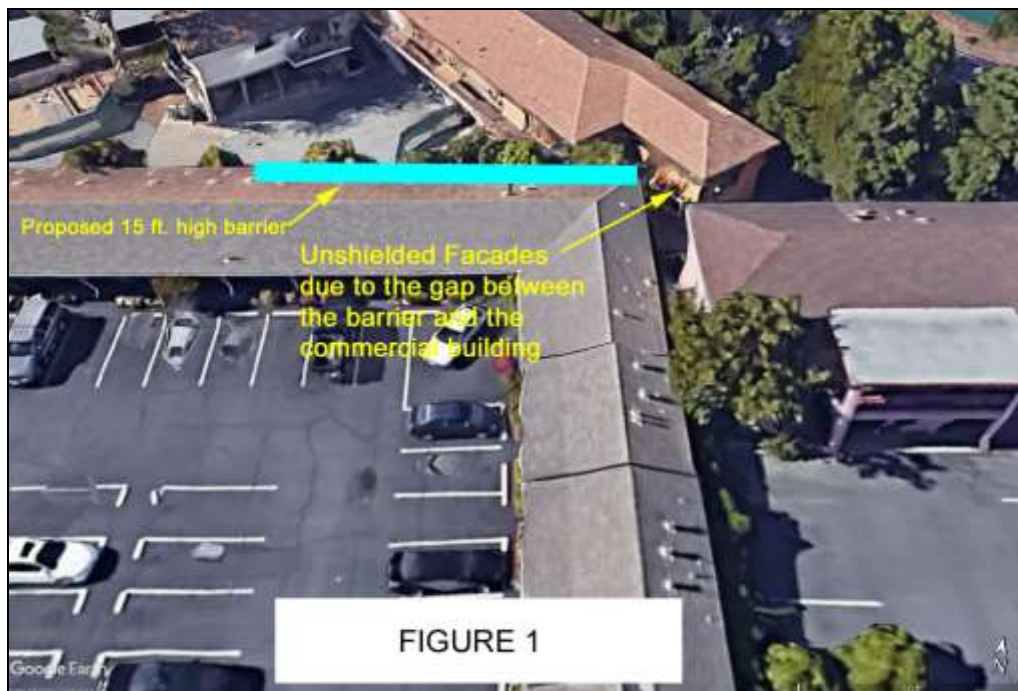 Proposed 15 ft. high barrier
Unshielded Facades
due to the gap between
the barrier and the
commercial building
FIGURE 1
Google Earth
N